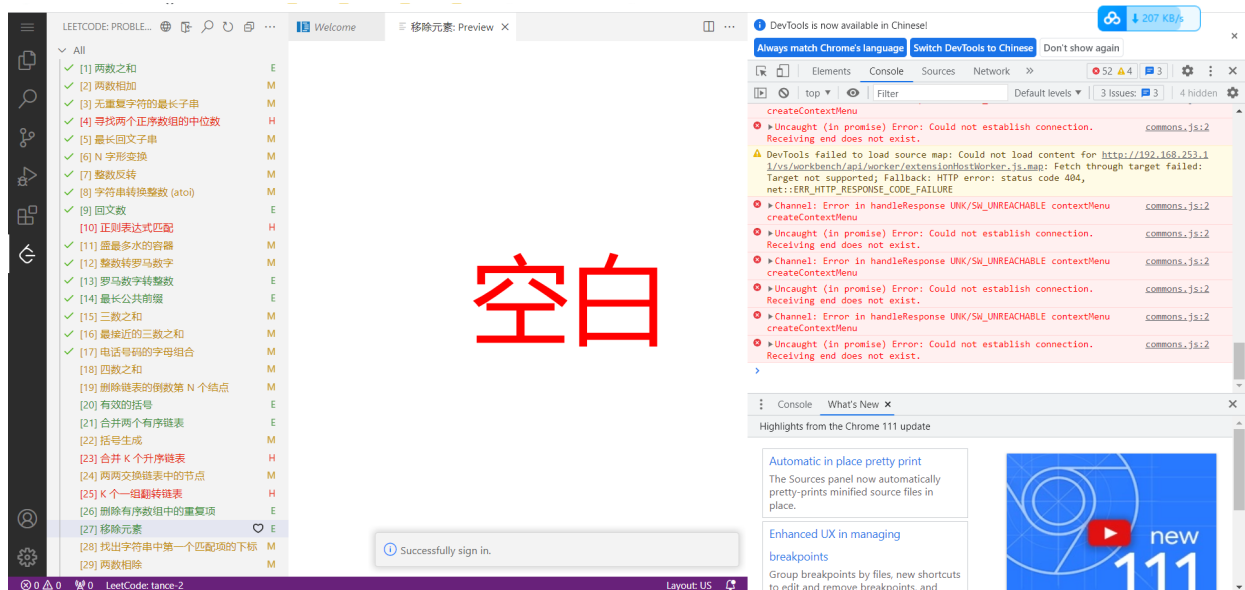 LEETCODE: PROBLE...
All
[1] 两数之和 E
[2] 两数相加 M
[3] 无重复字符的最长子串 M
[4] 寻找两个正序数组的中位数 H
[5] 最长回文子串 M
[6] N 字形变换 M
[7] 整数反转 M
[8] 字符串转换整数 (atoi) M
[9] 回文数 E
[10] 正则表达式匹配 H
[11] 盛最多水的容器 M
[12] 整数转罗马数字 M
[13] 罗马数字转整数 E
[14] 最长公共前缀 E
[15] 三数之和 M
[16] 最接近的三数之和 M
[17] 电话号码的字母组合 M
[18] 四数之和 M
[19] 删除链表的倒数第 N 个结点 M
[20] 有效的括号 E
[21] 合并两个有序链表 E
[22] 括号生成 M
[23] 合并 K 个升序链表 H
[24] 两两交换链表中的节点 M
[25] K 个一组翻转链表 H
[26] 删除有序数组中的重复项 E
[27] 移除元素 E
[28] 找出字符串中第一个匹配项的下标 M
[29] 两数相除 M
0 0 0 LeetCode: tance-2
Welcome 移除元素: Preview
空白
Successfully sign in.
Layout: US
DevTools is now available in Chinese!
207 KB/s
Always match Chrome's language Switch DevTools to Chinese Don't show again
Elements Console Sources Network 52 4 3
top Filter Default levels 3 Issues: 3 4 hidden
createContextMenu
Uncaught (in promise) Error: Could not establish connection. commons.js:2
Receiving end does not exist.
DevTools failed to load source map: Could not load content for http://192.168.253.1
1/vs/workbench/api/worker/extensionHostWorker.js.map: Fetch through target failed:
Target not supported; Fallback: HTTP error: status code 404,
net::ERR_HTTP_RESPONSE_CODE_FAILURE
Channel: Error in handleResponse UNK/SW_UNREACHABLE contextMenu commons.js:2
createContextMenu
Uncaught (in promise) Error: Could not establish connection. commons.js:2
Receiving end does not exist.
Channel: Error in handleResponse UNK/SW_UNREACHABLE contextMenu commons.js:2
createContextMenu
Uncaught (in promise) Error: Could not establish connection. commons.js:2
Receiving end does not exist.
Channel: Error in handleResponse UNK/SW_UNREACHABLE contextMenu commons.js:2
createContextMenu
Uncaught (in promise) Error: Could not establish connection. commons.js:2
Receiving end does not exist.
Console What's New
Highlights from the Chrome 111 update
Automatic in place pretty print
The Sources panel now automatically
pretty-prints minified source files in
place.
Enhanced UX in managing
breakpoints
Group breakpoints by files, new shortcuts
to edit and remove breakpoints, and
new
111